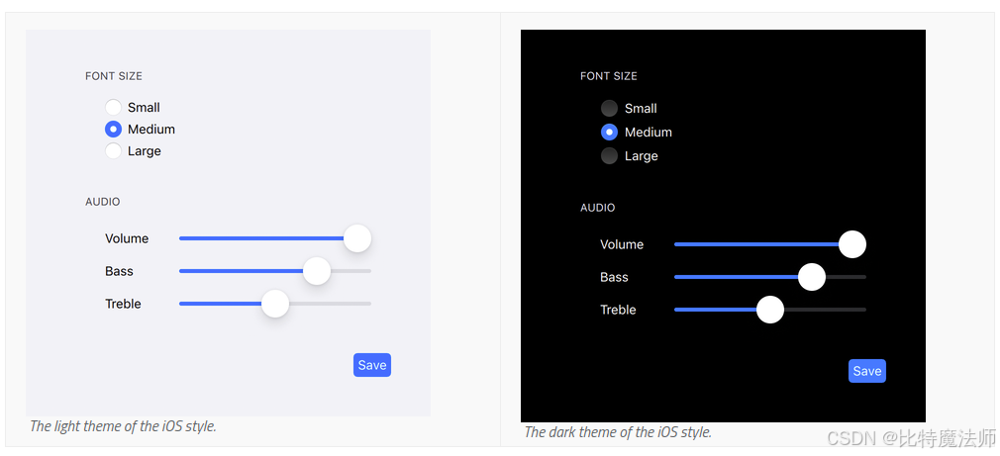 FONT SIZE
Small
Medium
Large
AUDIO
Volume
Bass
Treble
Save
The light theme of the iOS style.
FONT SIZE
Small
Medium
Large
AUDIO
Volume
Bass
Treble
Save
The dark theme of the iOS style.
CSDN @比特魔法师